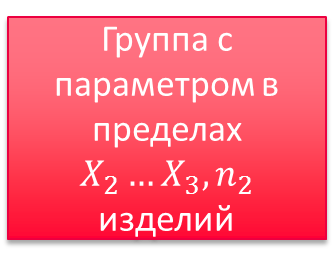 Группа с
параметром в
пределах
X₂ … X₃, n₂
изделий